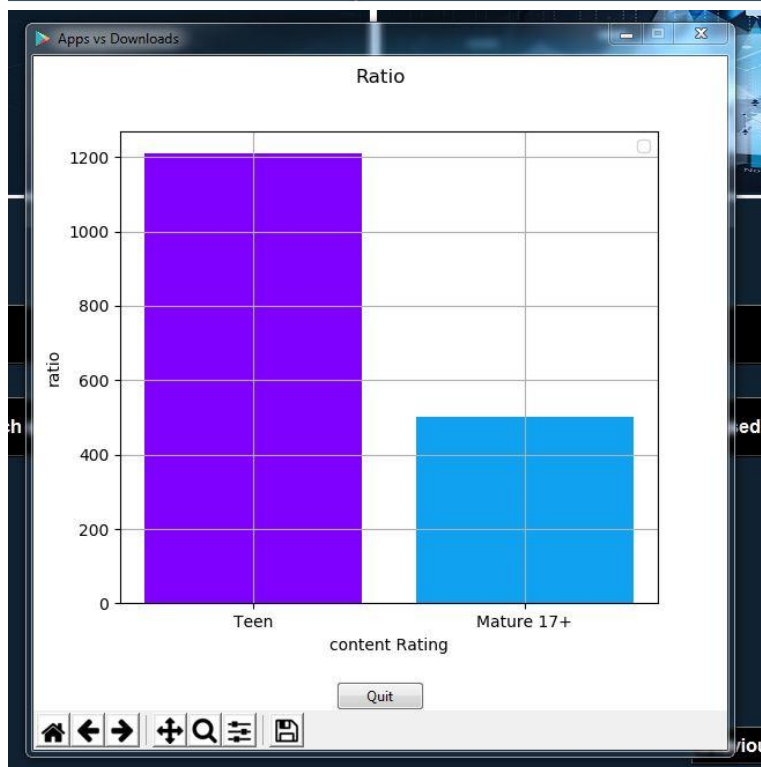 Apps vs Downloads
Ratio
1200
1000
800
600
400
200
0
ratio
Teen
Mature 17+
content Rating
Quit